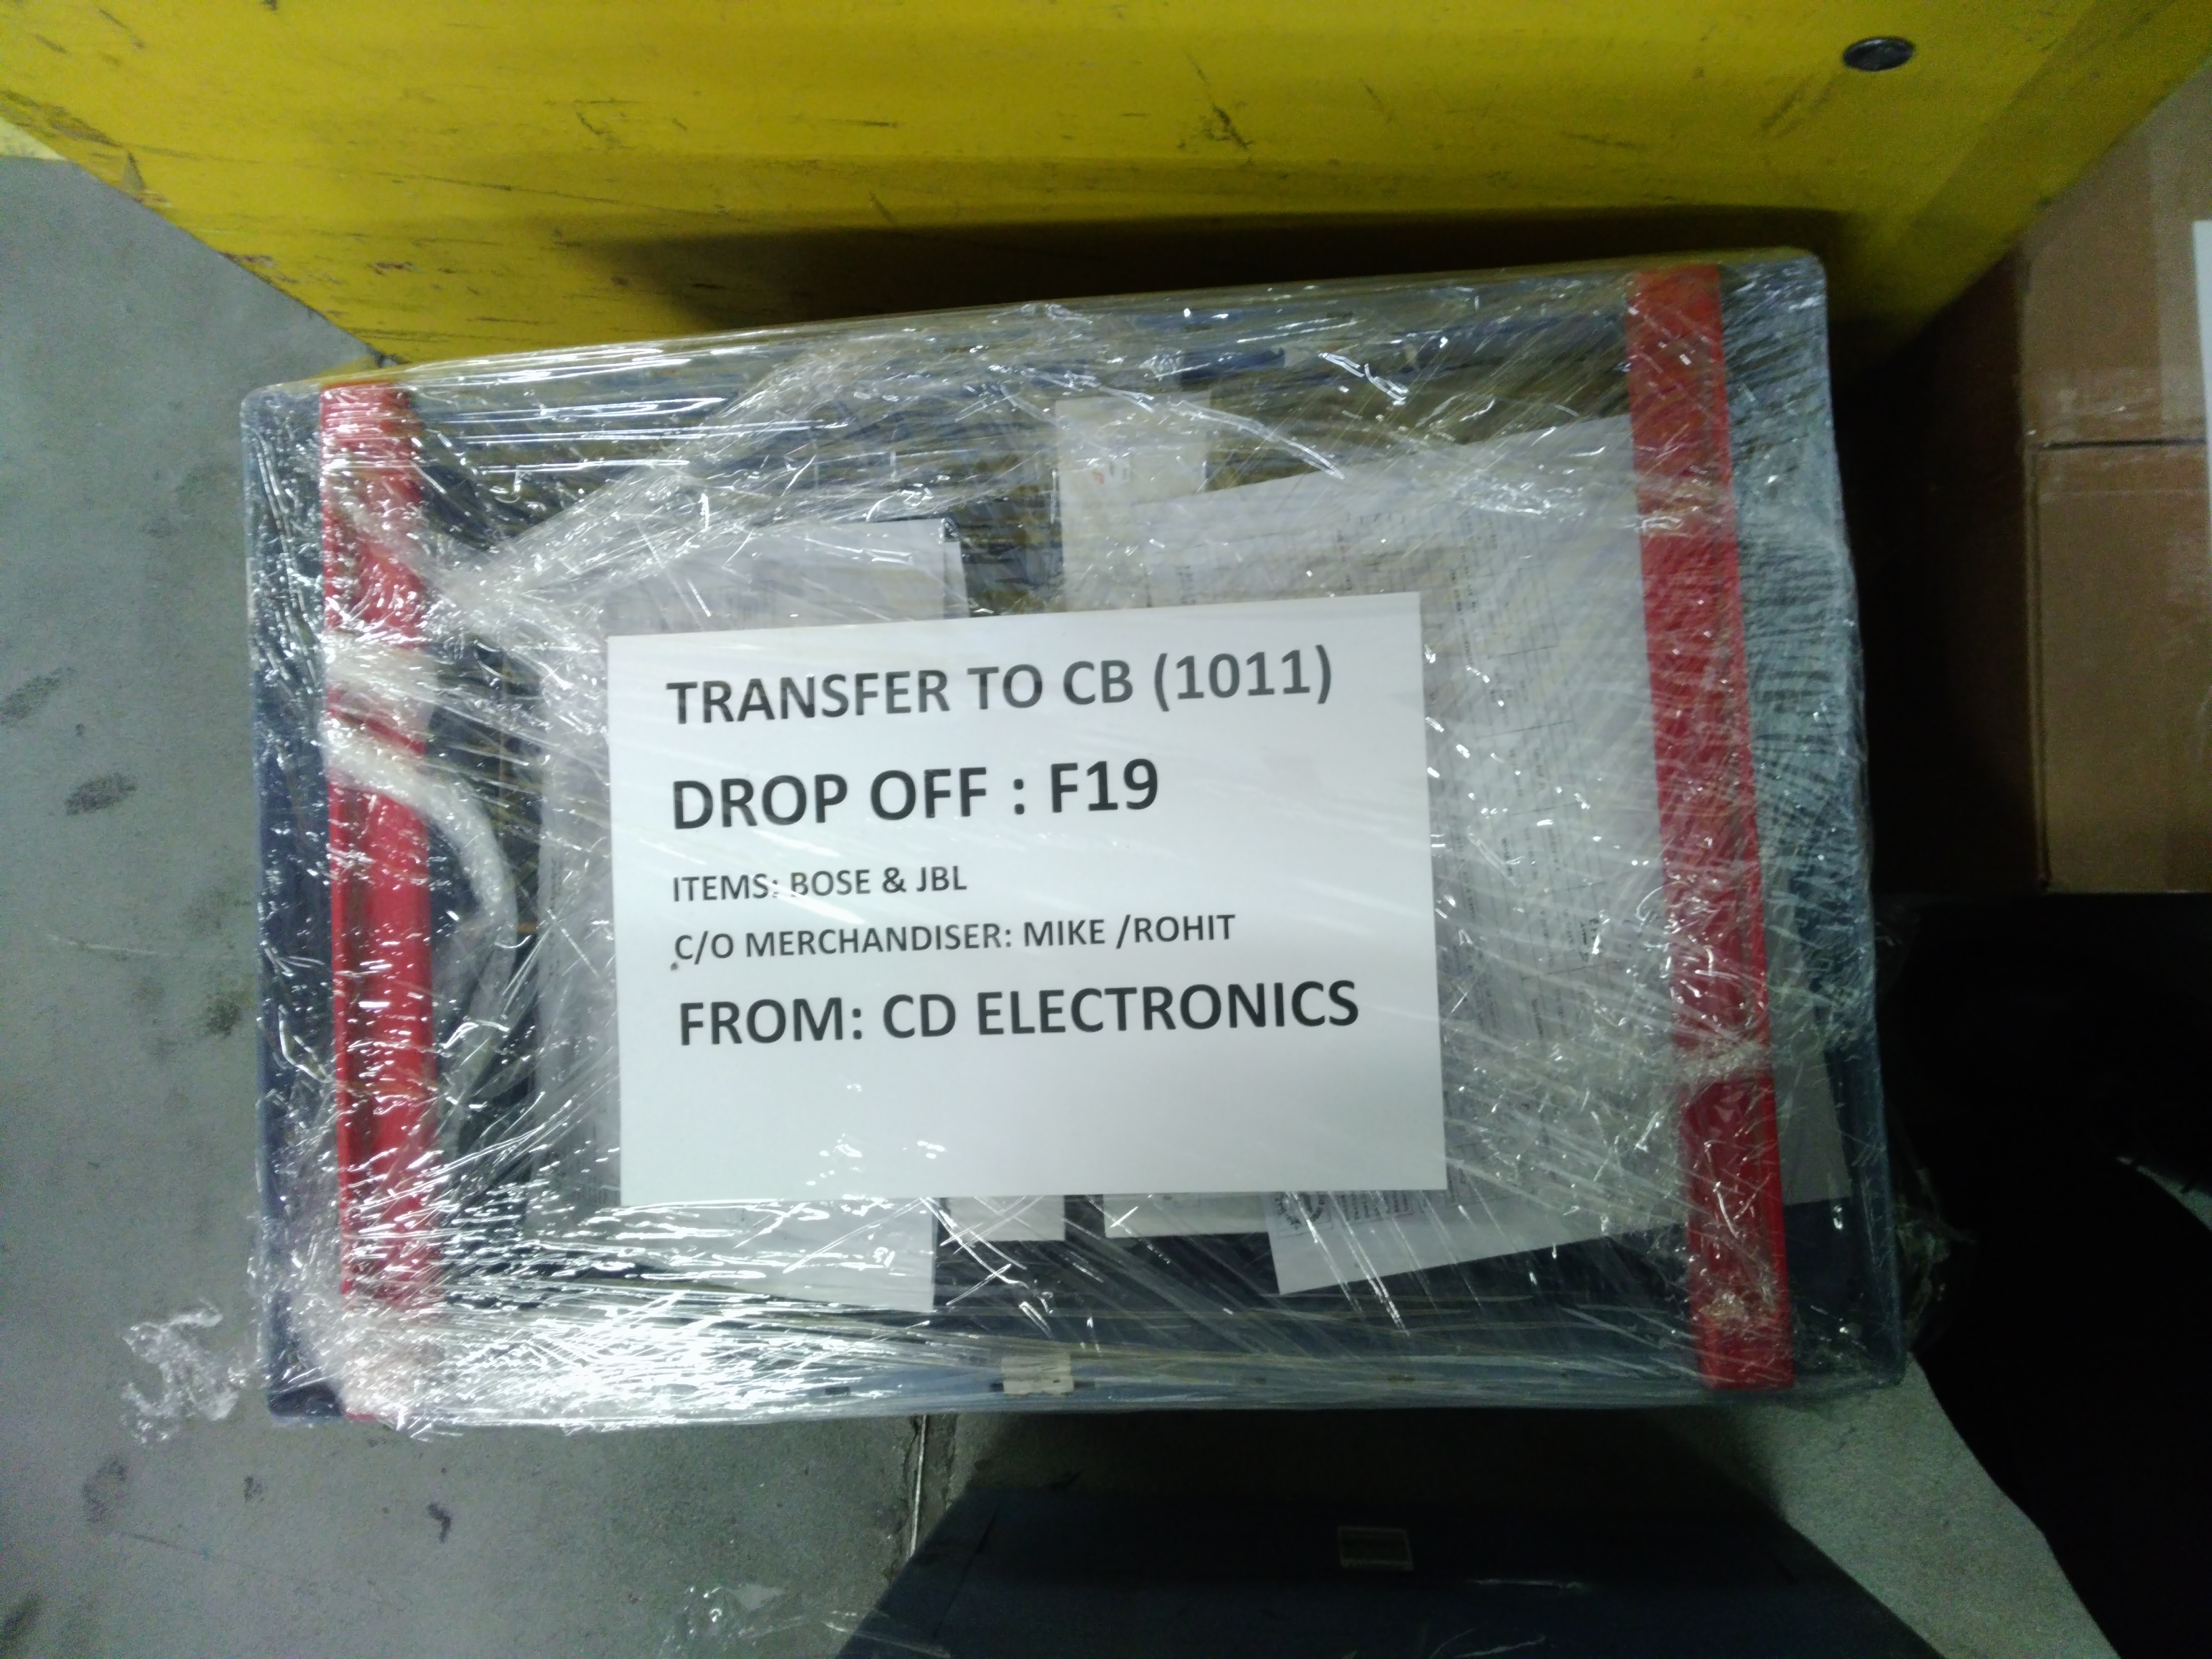 TRANSFER TO CB (1011)
DROP OFF : F19
ITEMS: BOSE & JBL
C/O MERCHANDISER: MIKE /ROHIT
FROM: CD ELECTRONICS